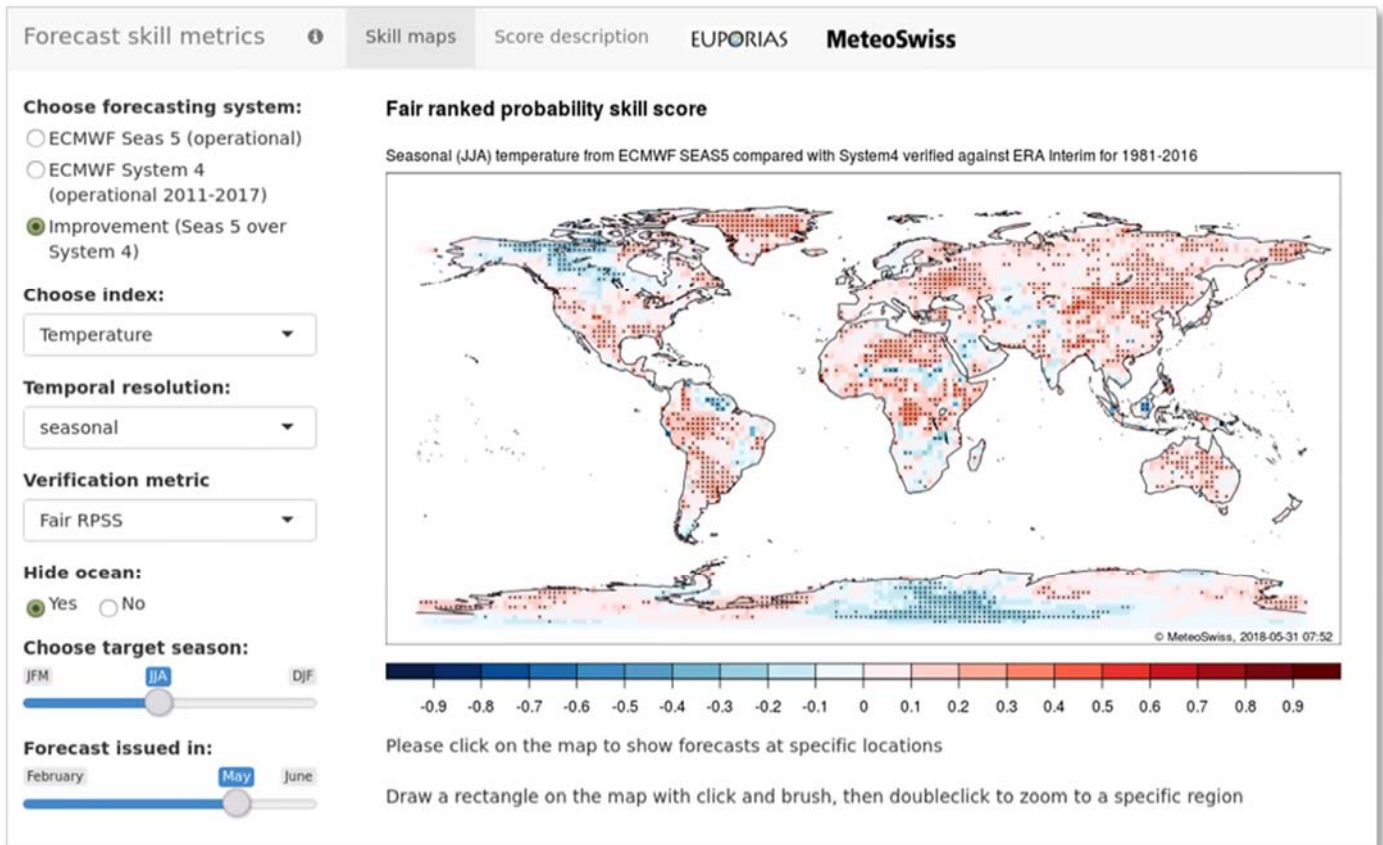 Forecast skill metrics
Skill maps
Score description
EUPORIAS
MeteoSwiss
Choose forecasting system:
ECMWF Seas 5 (operational)
ECMWF System 4
(operational 2011-2017)
Improvement (Seas 5 over
System 4)
Choose index:
Temperature
Temporal resolution:
seasonal
Verification metric
Fair RPSS
Hide ocean:
Yes No
Choose target season:
JFM JJA DJF
Forecast issued in:
February May June
Fair ranked probability skill score
Seasonal (JJA) temperature from ECMWF SEAS5 compared with System4 verified against ERA Interim for 1981-2016
© MeteoSwiss, 2018-05-31 07:52
-0.9 -0.8 -0.7 -0.6 -0.5 -0.4 -0.3 -0.2 -0.1 0 0.1 0.2 0.3 0.4 0.5 0.6 0.7 0.8 0.9
Please click on the map to show forecasts at specific locations
Draw a rectangle on the map with click and brush, then doubleclick to zoom to a specific region